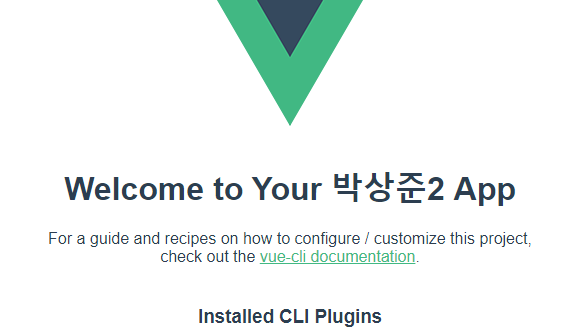 Welcome to Your 박상준2 App
For a guide and recipes on how to configure / customize this project,
check out the vue-cli documentation.
Installed CLI Plugins